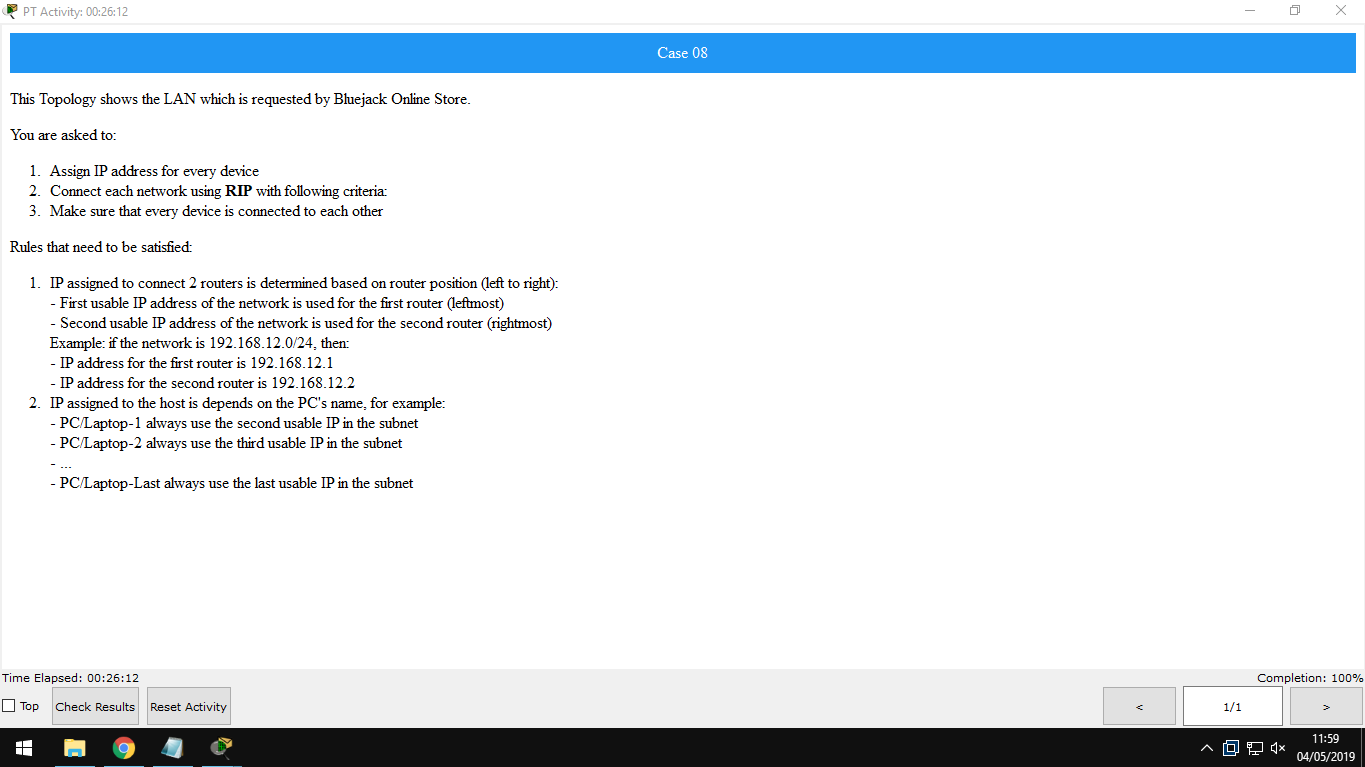 PT Activity: 00:26:12
Case 08
This Topology shows the LAN which is requested by Bluejack Online Store.
You are asked to:
1. Assign IP address for every device
2. Connect each network using RIP with following criteria:
3. Make sure that every device is connected to each other
Rules that need to be satisfied:
1. IP assigned to connect 2 routers is determined based on router position (left to right):
- First usable IP address of the network is used for the first router (leftmost)
- Second usable IP address of the network is used for the second router (rightmost)
Example: if the network is 192.168.12.0/24, then:
- IP address for the first router is 192.168.12.1
- IP address for the second router is 192.168.12.2
2. IP assigned to the host is depends on the PC's name, for example:
- PC/Laptop-1 always use the second usable IP in the subnet
- PC/Laptop-2 always use the third usable IP in the subnet
- ...
- PC/Laptop-Last always use the last usable IP in the subnet
Time Elapsed: 00:26:12
Completion: 100%
Top
Check Results
Reset Activity
<
1/1
>
11:59
04/05/2019